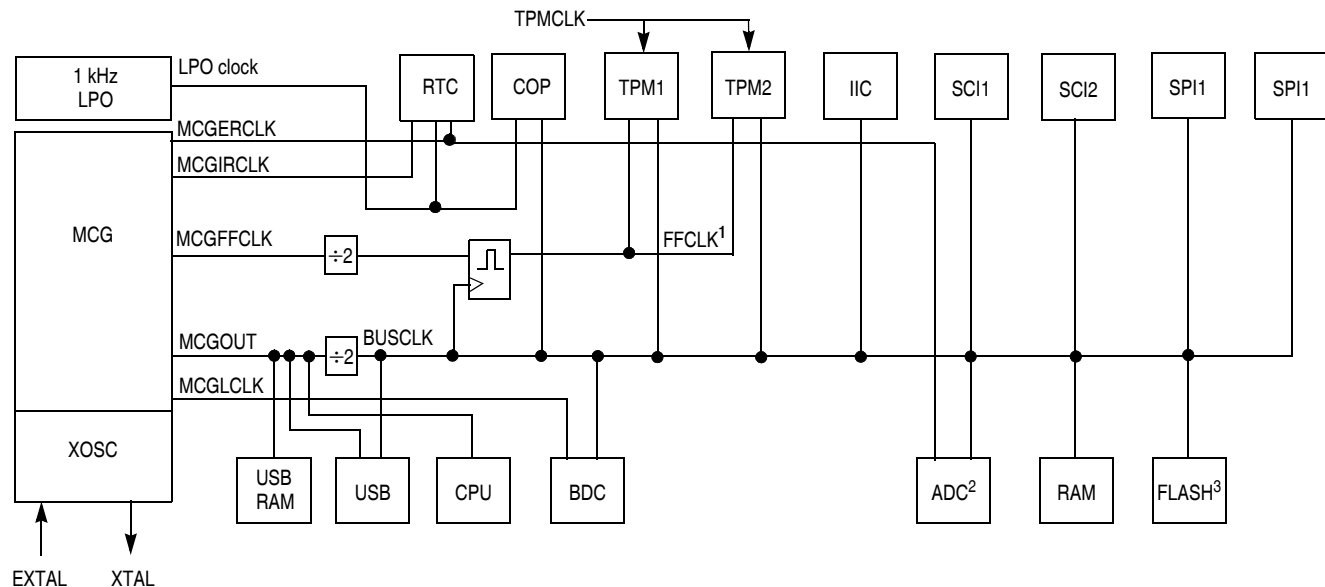 TPMCLK
1 kHz
LPO
LPO clock
RTC
COP
TPM1
TPM2
IIC
SCI1
SCI2
SPI1
SPI1
MCGERCLK
MCGIRCLK
MCG
MCGFFCLK
÷2
FFCLK¹
MCGOUT
÷2
BUSCLK
MCGLCLK
XOSC
USB
RAM
USB
CPU
BDC
ADC²
RAM
FLASH³
EXTAL
XTAL